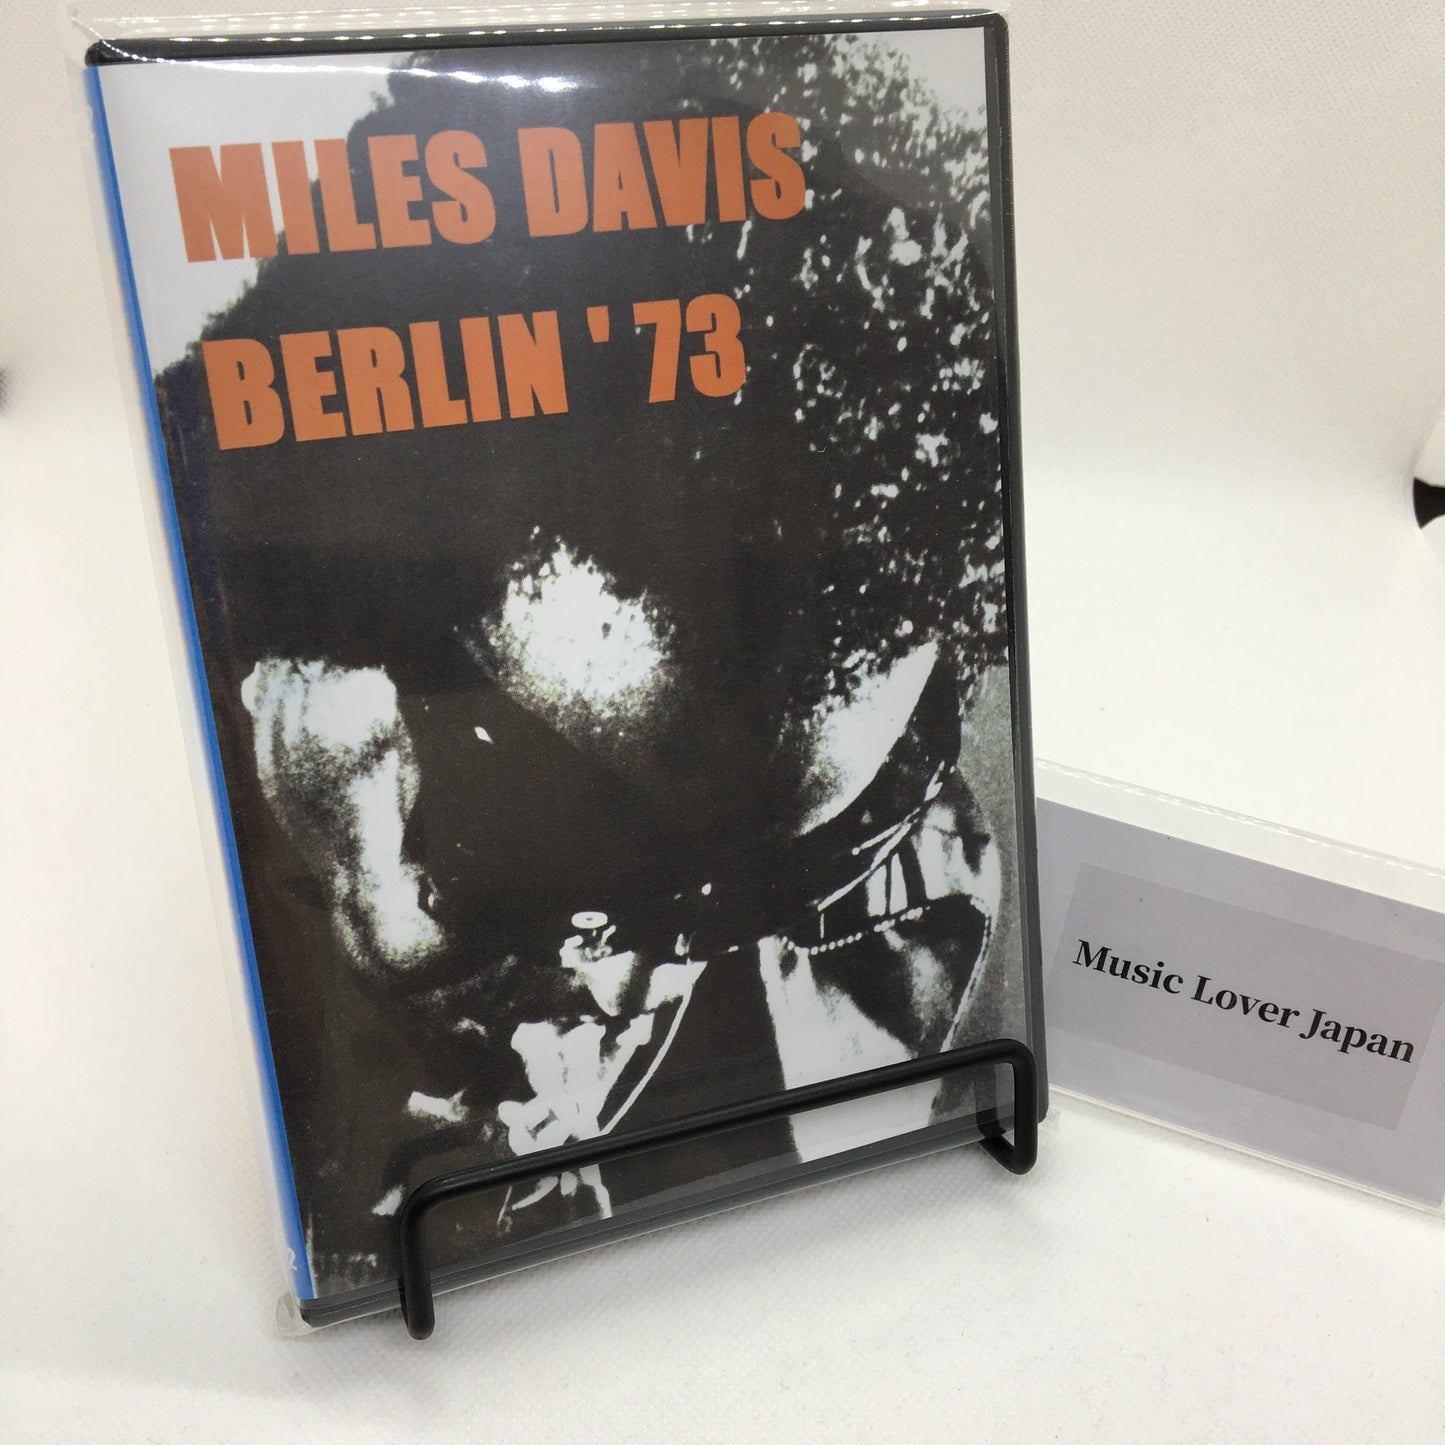 MILES DAVIS
BERLIN '73
Music Lover Japan